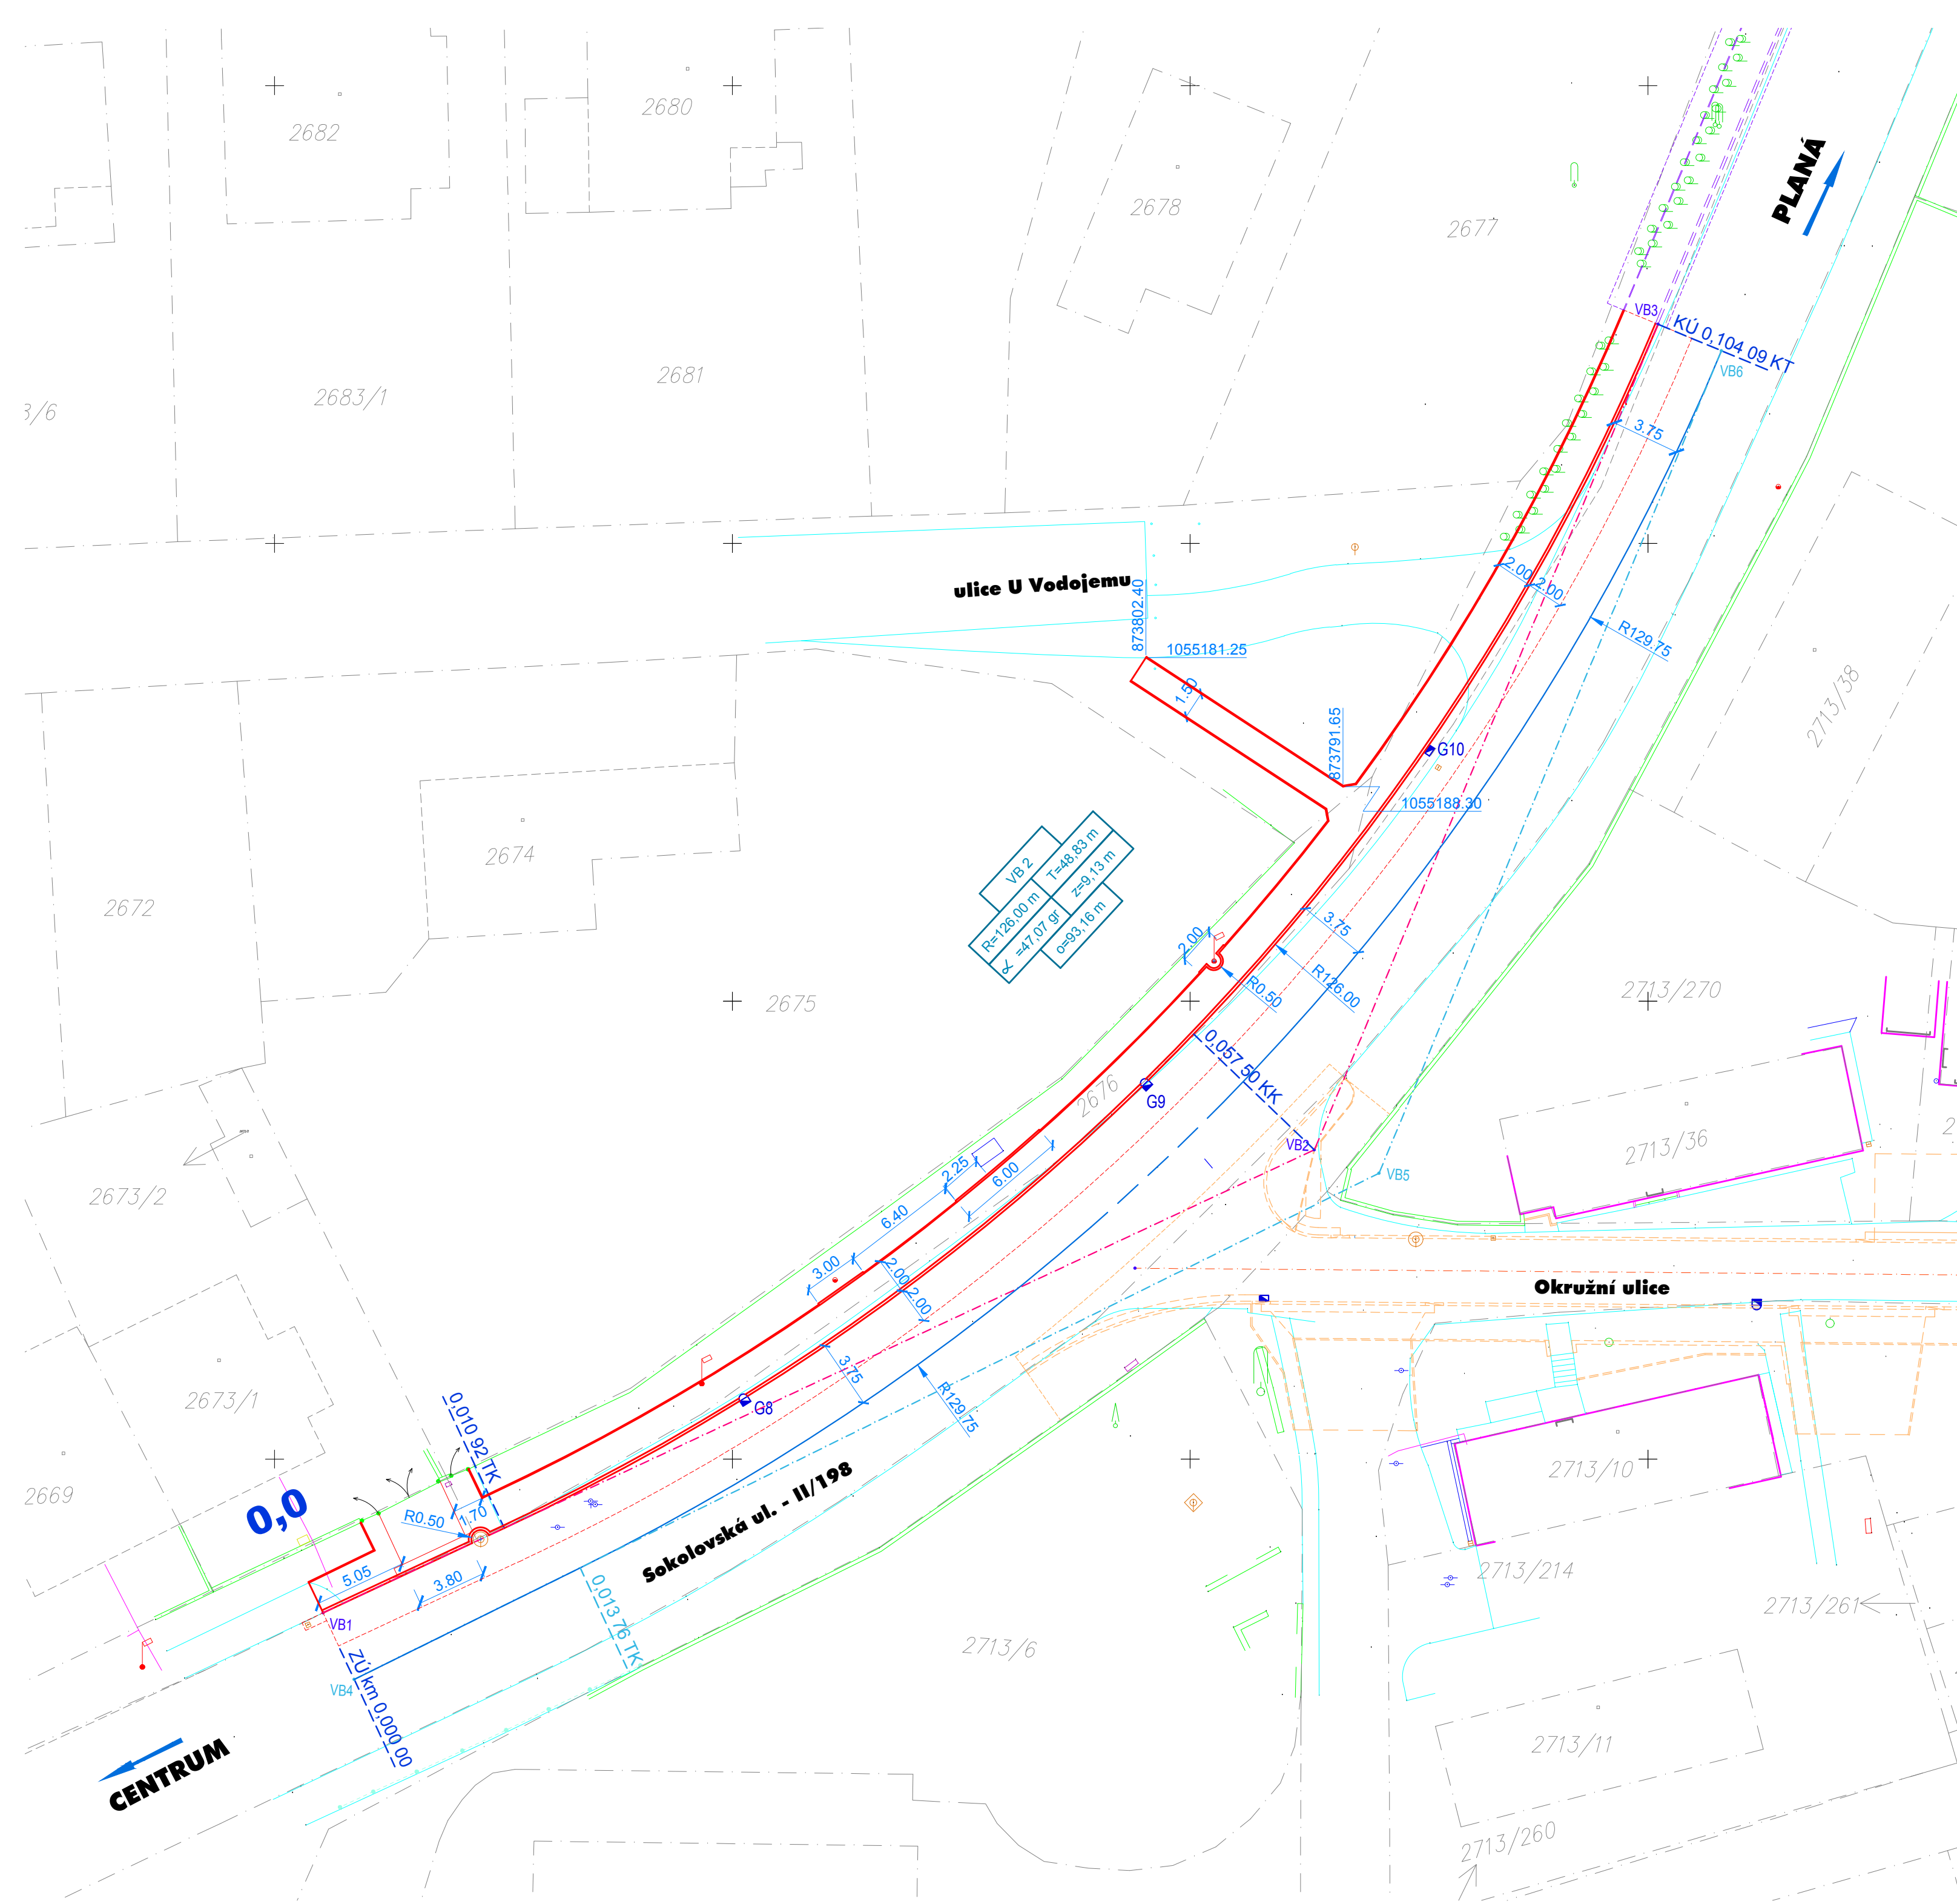 2682
2680
2678
2677
PLANÁ
3/6
2683/1
2681
VB3
KÚ 0,104 09 KT
VB6
3.75
ulice U Vodojemu
873802.40
1055181.25
2.00
2.00
R129.75
1.50
873791.65
G10
1055188.30
2713/38
2672
2674
VB 2
R=126,00 m
T=48,83 m
=47,07 gr
z=9,13 m
o=93,16 m
2675
2.00
3.75
R126.00
R0.50
2713/270
0,057 50 KK
2676
G9
VB2
VB5
2713/36
2
2673/2
2.25
6.00
6.40
3.00
2.00
2.00
Okružní ulice
3.75
R129.75
G8
2673/1
0,010 92 TK
2669
0,0
R0.50
1.70
5.05
3.80
VB1
Sokolovská ul. - II/198
0,013 76 TK
ZÚ km 0,000 00
VB4
CENTRUM
2713/6
2713/10
2713/214
2713/261
2713/11
2713/260